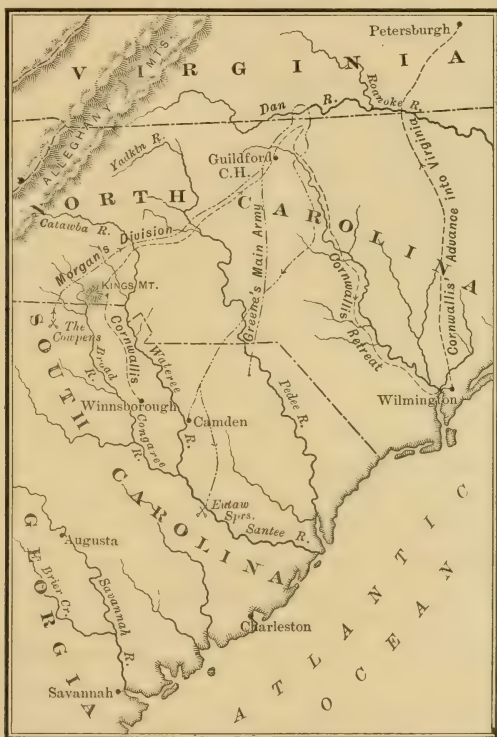 Petersburgh
VIRGINIA
ALLEGHANY MTS.
Roanoke R.
Dan R.
Yadkin R.
Guildford
C.H.
NORTH
CAROLINA
Catawba R.
Morgan's Division
KINGS MT.
Greene's Main Army
Cornwallis
Retreat
Cornwallis' Advance into Virginia
The
Cowpens
Broad
R.
Cornwallis
Wateree
R.
Winnsborough
Camden
Congaree
R.
Pedee R.
Wilmington
SOUTH
CAROLINA
Eutaw
Sprs.
Santee R.
GEORGIA
Augusta
Brier Cr.
Savannah R.
Charleston
Savannah
ATLANTIC
OCEAN